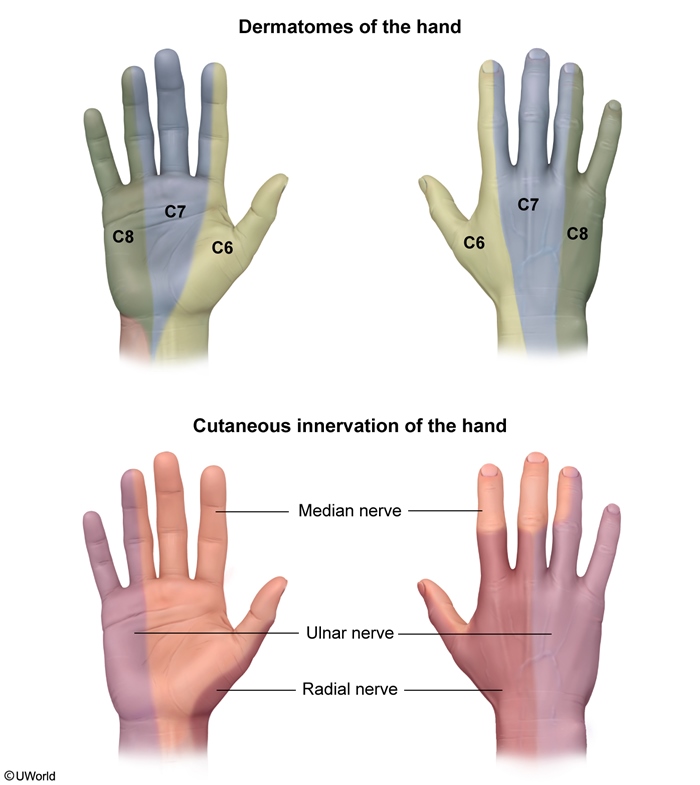 Dermatomes of the hand
C7
C8
C6
C7
C6
C8
Cutaneous innervation of the hand
Median nerve
Ulnar nerve
Radial nerve
©UWorld